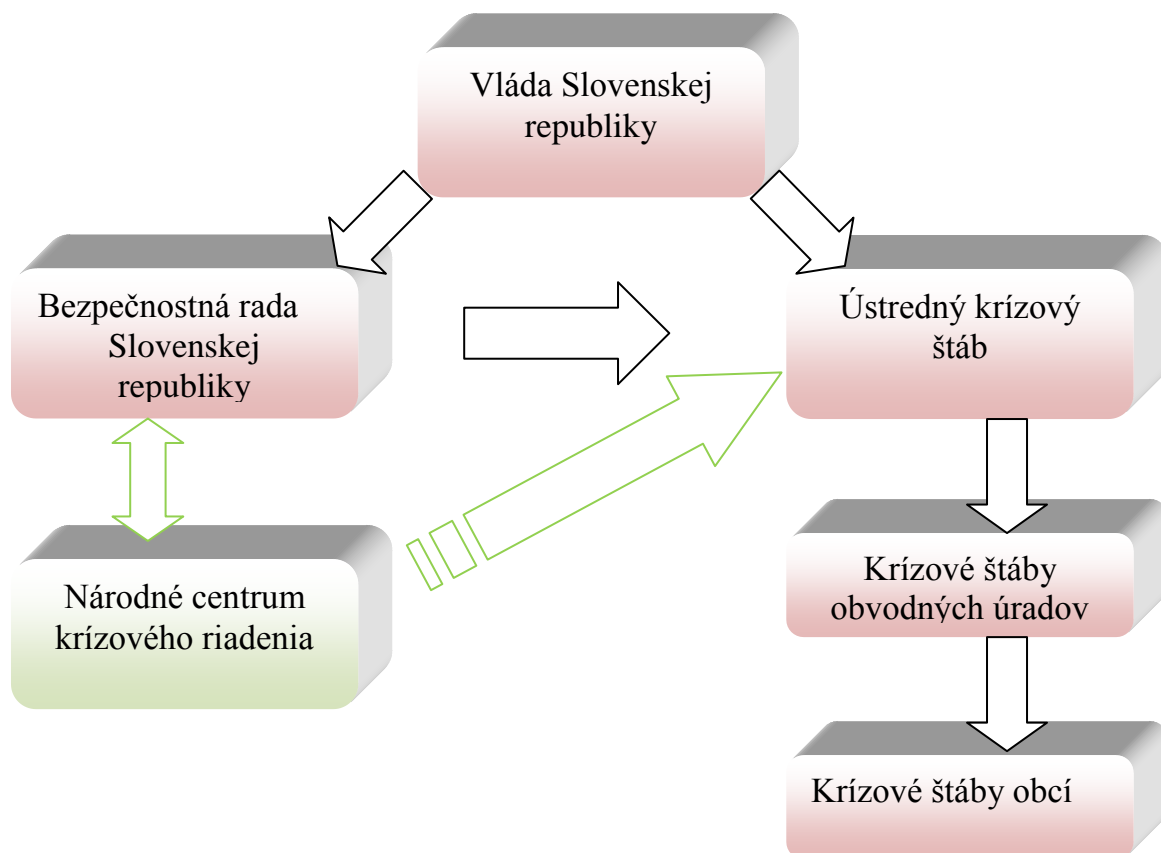 Vláda Slovenskej
republiky
Bezpečnostná rada
Slovenskej
republiky
Ústredný krízový
štáb
Národné centrum
krízového riadenia
Krízové štáby
obvodných úradov
Krízové štáby obcí